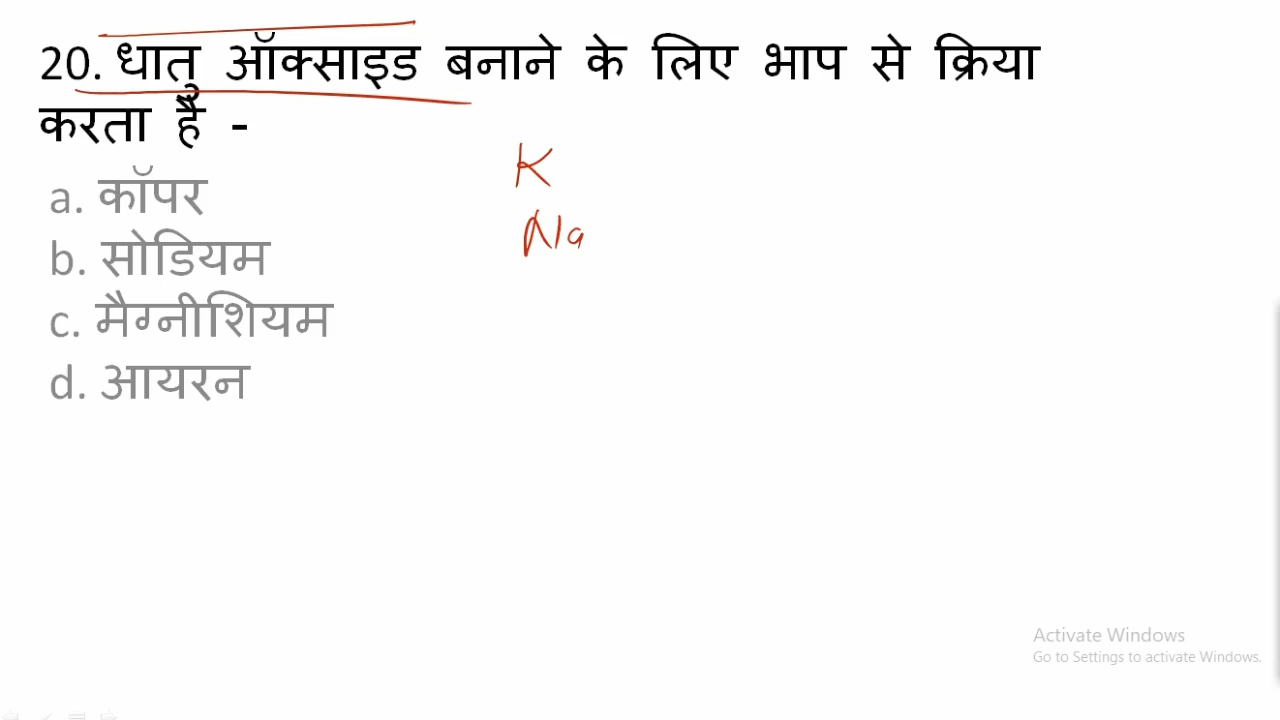 20. धातु ऑक्साइड बनाने के लिए भाप से क्रिया
करता है -
K
a. कॉपर
Na
b. सोडियम
c. मैग्नीशियम
d. आयरन
Activate Windows
Go to Settings to activate Windows.